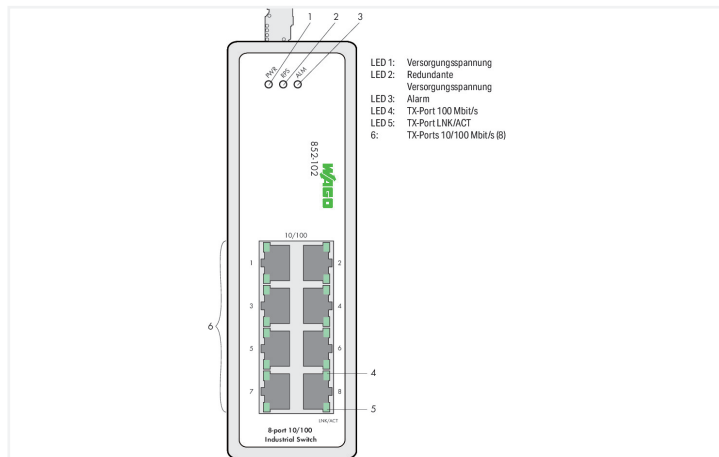 1 2 3
PWR RPS ALM
LED 1: Versorgungsspannung
LED 2: Redundante
Versorgungsspannung
LED 3: Alarm
LED 4: TX-Port 100 Mbit/s
LED 5: TX-Port LNK/ACT
6: TX-Ports 10/100 Mbit/s (8)
852-102
WAGO
10/100
1 2
3 4
6
5 6
4
7 8
5
LNK/ACT
8-port 10/100
Industrial Switch